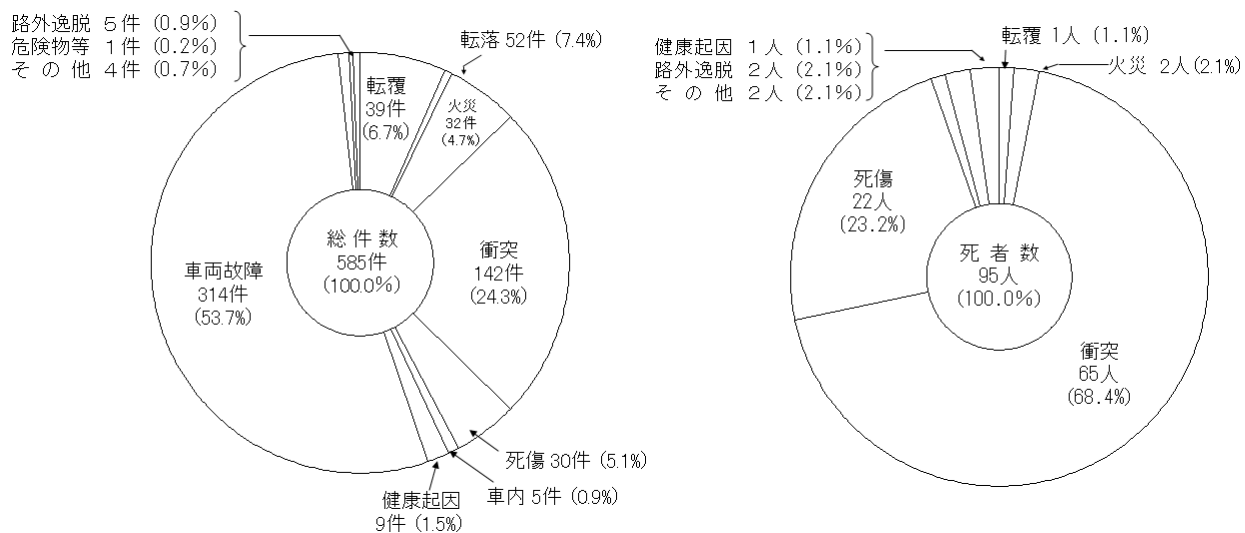 路外逸脱 5件 (0.9%)
危険物等 1件 (0.2%)
そ の 他 4件 (0.7%)
転落 52件 (7.4%)
転覆
39件
(6.7%)
火災
32件
(4.7%)
総 件 数
585件
(100.0%)
衝突
142件
(24.3%)
車両故障
314件
(53.7%)
死傷 30件 (5.1%)
車内 5件 (0.9%)
健康起因
9件 (1.5%)
健康起因 1人 (1.1%)
路外逸脱 2人 (2.1%)
そ の 他 2人 (2.1%)
転覆 1人 (1.1%)
火災 2人(2.1%)
死傷
22人
(23.2%)
死 者 数
95人
(100.0%)
衝突
65人
(68.4%)